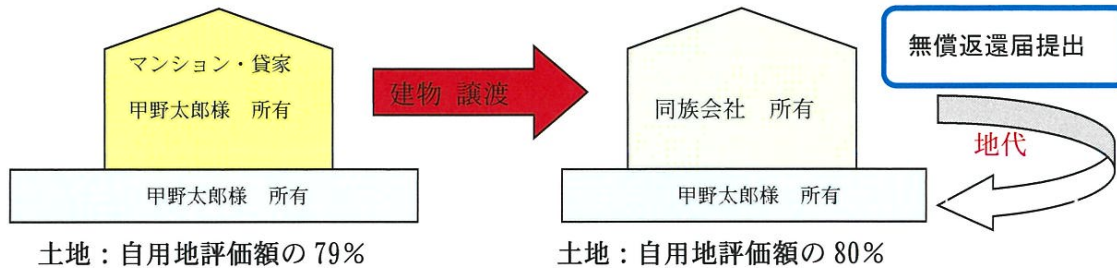 マンション・貸家
甲野太郎様 所有
甲野太郎様 所有
土地：自用地評価額の79%
建物 譲渡
同族会社 所有
甲野太郎様 所有
土地：自用地評価額の80%
無償返還届提出
地代